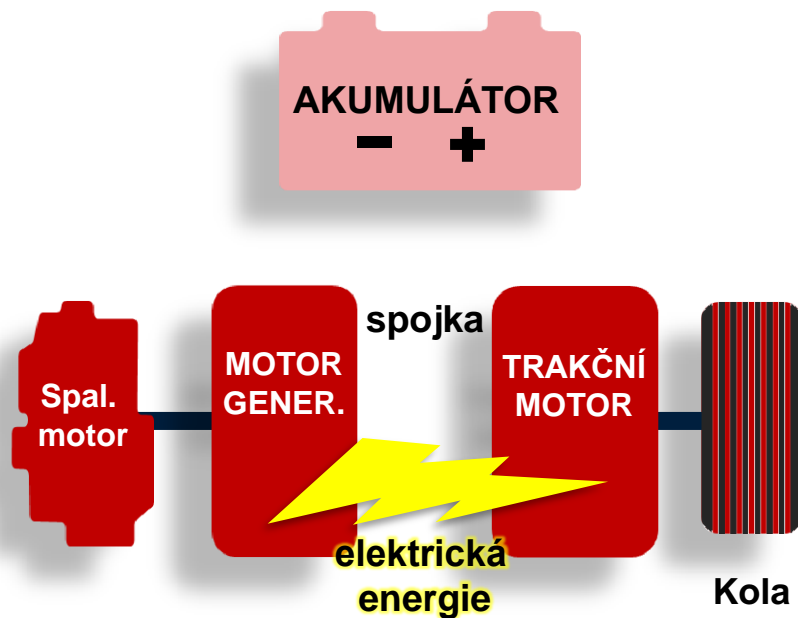 AKUMULÁTOR
− +
spojka
MOTOR
GENER.
TRAKČNÍ
MOTOR
Spal.
motor
elektrická
energie
Kola